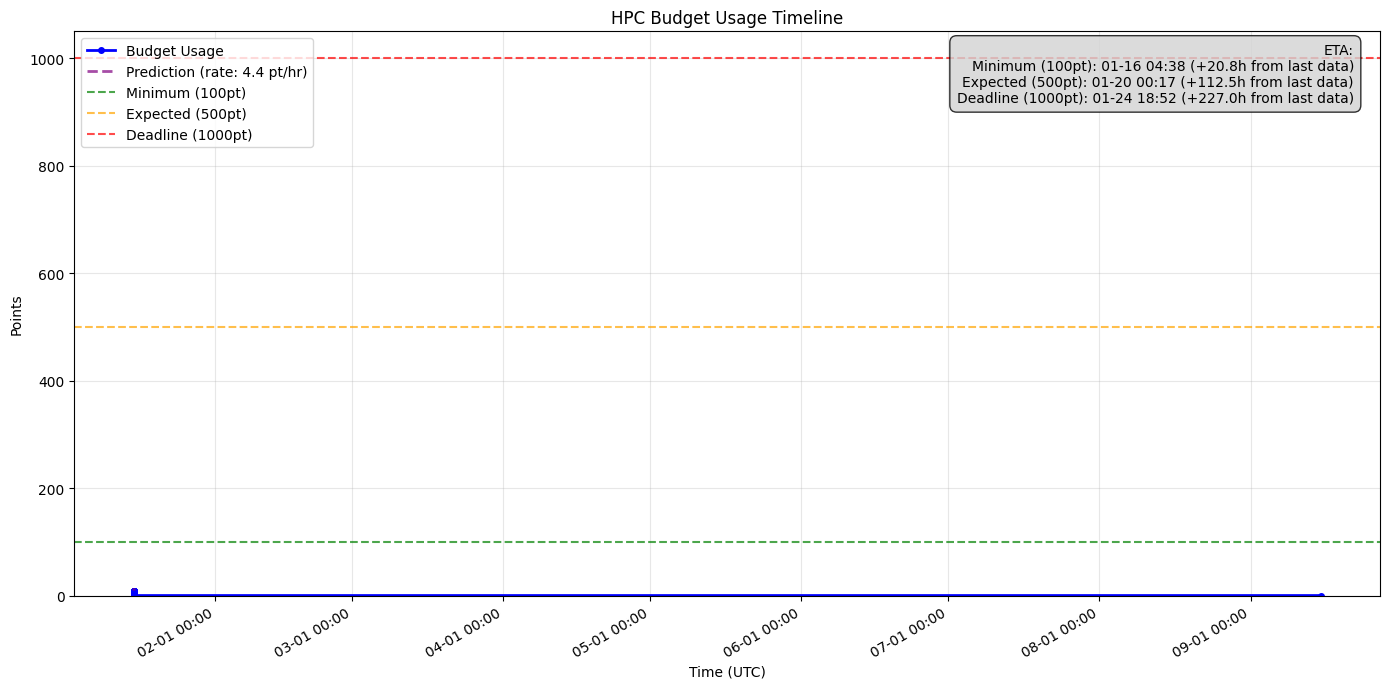 HPC Budget Usage Timeline
Budget Usage
Prediction (rate: 4.4 pt/hr)
Minimum (100pt)
Expected (500pt)
Deadline (1000pt)
ETA:
Minimum (100pt): 01-16 04:38 (+20.8h from last data)
Expected (500pt): 01-20 00:17 (+112.5h from last data)
Deadline (1000pt): 01-24 18:52 (+227.0h from last data)
Points
1000
800
600
400
200
0
02-01 00:00
03-01 00:00
04-01 00:00
05-01 00:00
06-01 00:00
07-01 00:00
08-01 00:00
09-01 00:00
Time (UTC)